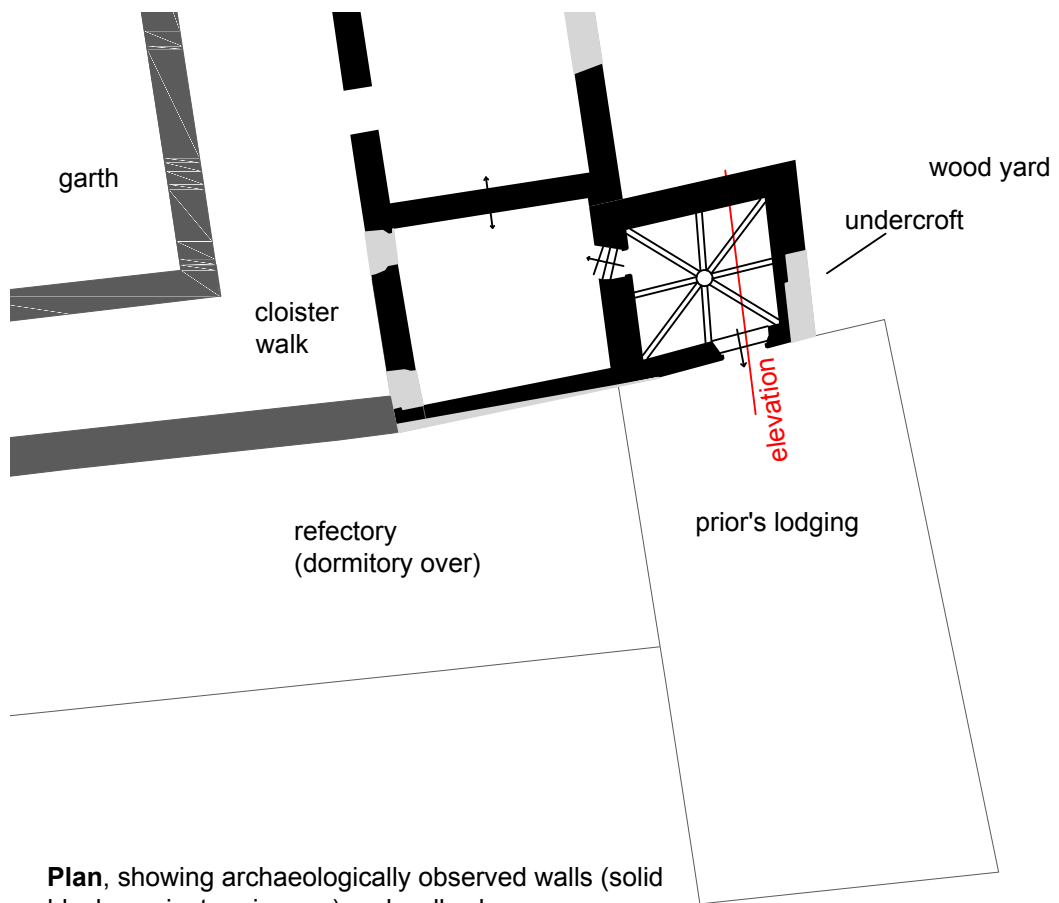 garth
wood yard
undercroft
cloister
walk
elevation
refectory
(dormitory over)
prior's lodging
Plan, showing archaeologically observed walls (solid